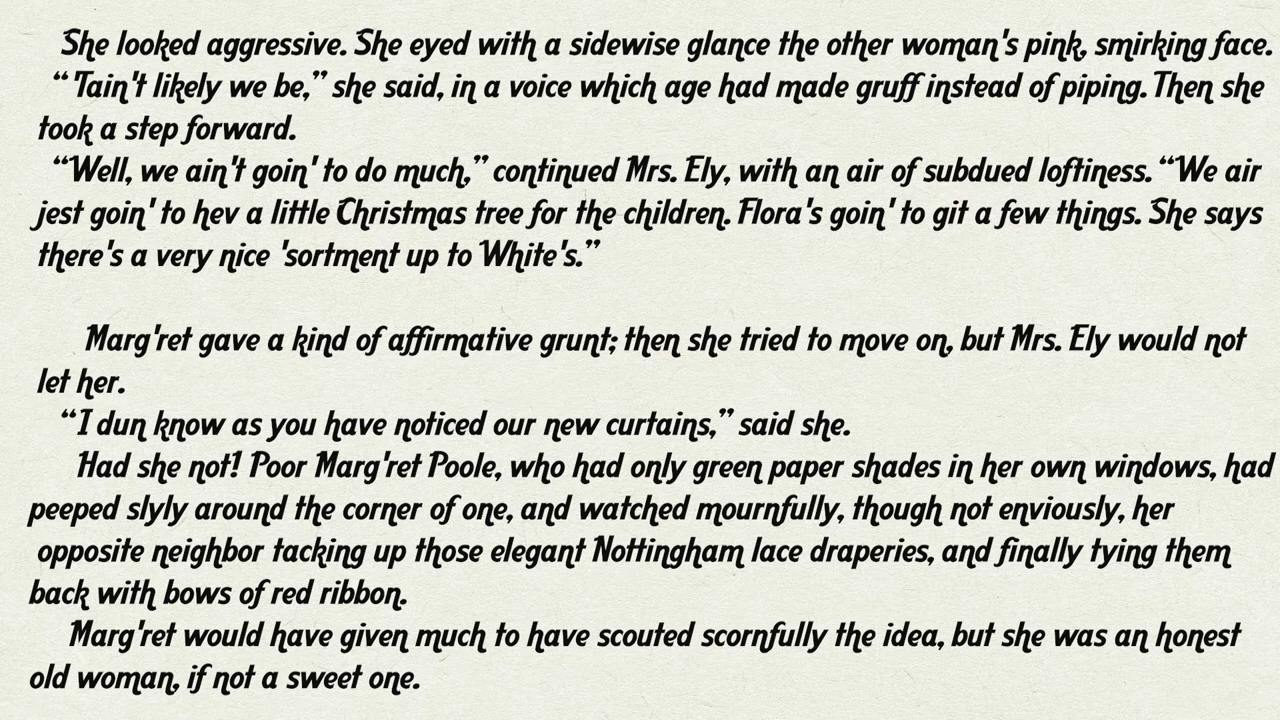 She looked aggressive. She eyed with a sidewise glance the other woman's pink, smirking face.
“'Tain't likely we be,” she said, in a voice which age had made gruff instead of piping. Then she
took a step forward.
“Well, we ain't goin' to do much,” continued Mrs. Ely, with an air of subdued loftiness. “We air
jest goin' to hev a little Christmas tree for the children. Flora's goin' to git a few things. She says
there's a very nice 'sortment up to White's.”
Marg'ret gave a kind of affirmative grunt; then she tried to move on, but Mrs. Ely would not
let her.
“I dun know as you have noticed our new curtains,” said she.
Had she not! Poor Marg'ret Poole, who had only green paper shades in her own windows, had
peeped slyly around the corner of one, and watched mournfully, though not enviously, her
opposite neighbor tacking up those elegant Nottingham lace draperies, and finally tying them
back with bows of red ribbon.
Marg'ret would have given much to have scouted scornfully the idea, but she was an honest
old woman, if not a sweet one.